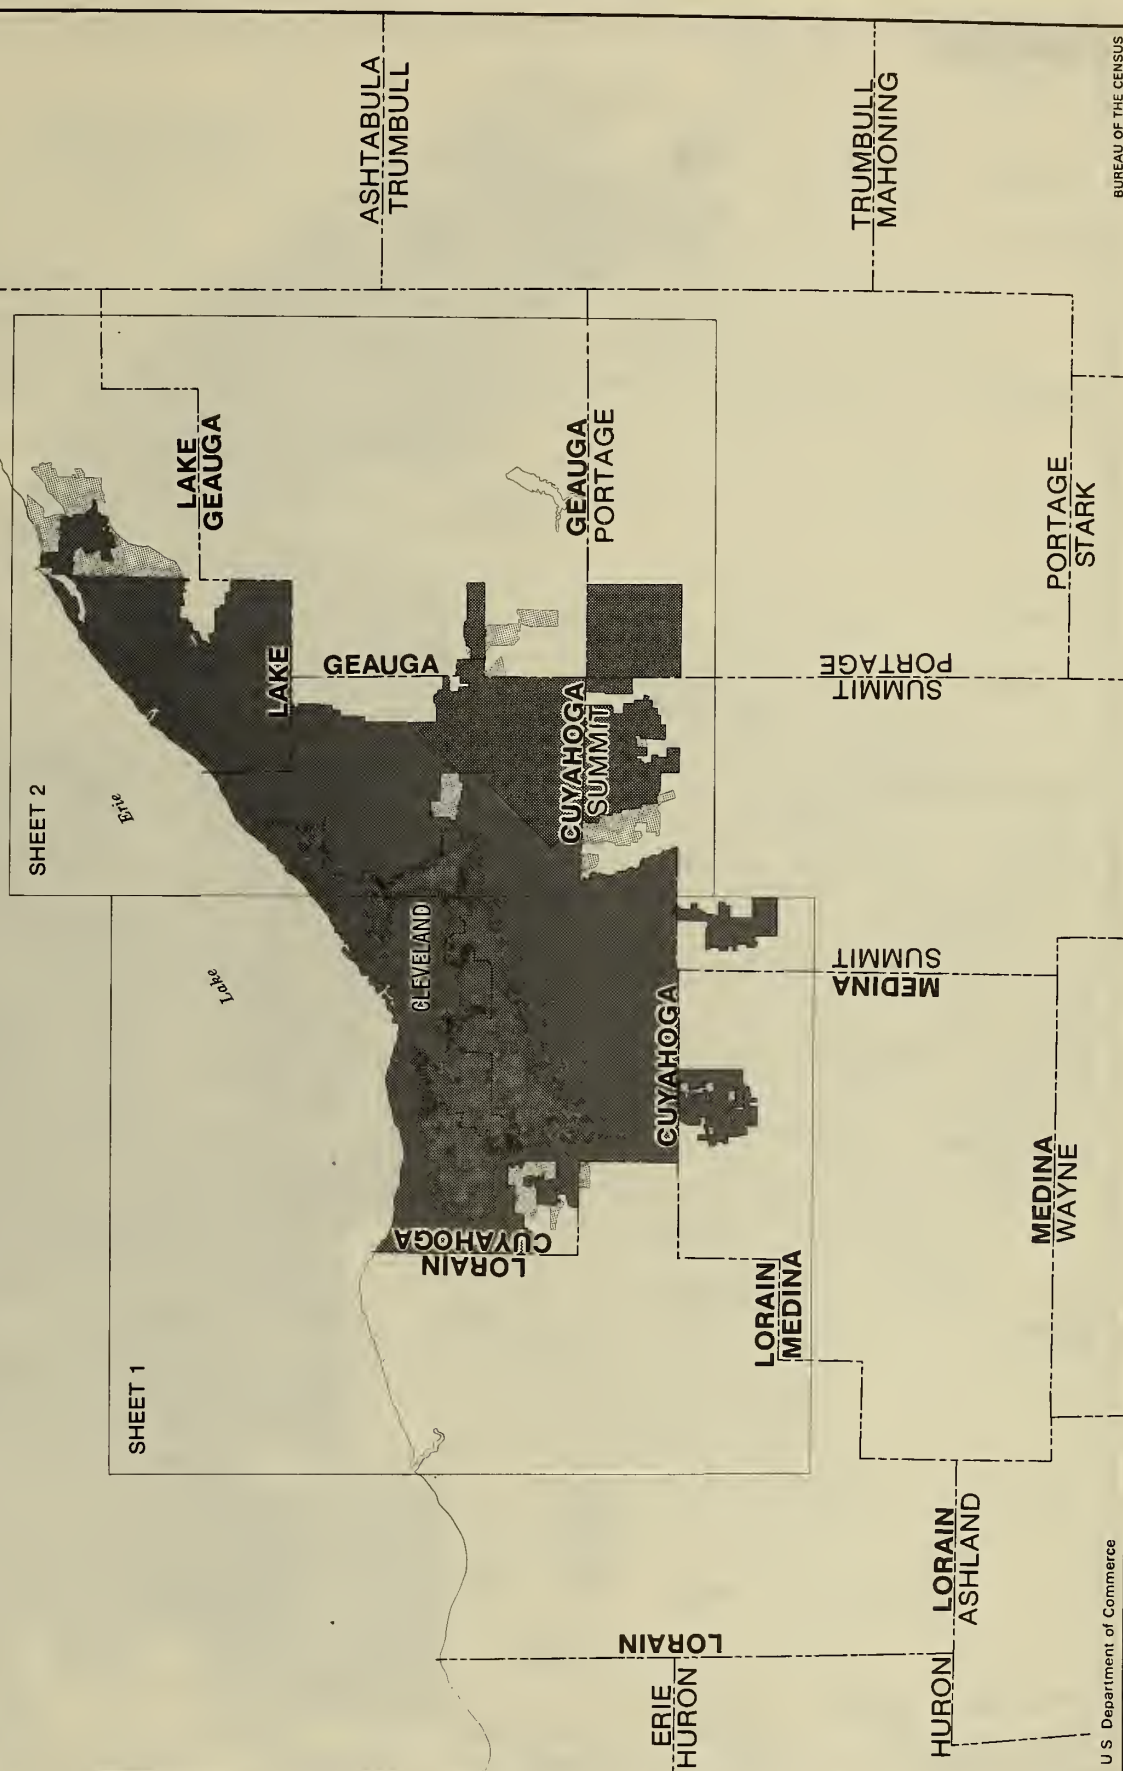 ASHTABULA
TRUMBULL
TRUMBULL
MAHONING
BUREAU OF THE CENSUS
SHEET 2
Erie
LAKE
GEAUGA
LAKE
GEAUGA
GEAUGA
PORTAGE
CUYAHOGA
SUMMIT
SUMMIT
PORTAGE
PORTAGE
STARK
SHEET 1
Lake
CLEVELAND
LORAIN
CUYAHOGA
CUYAHOGA
MEDINA
SUMMIT
LORAIN
MEDINA
MEDINA
WAYNE
LORAIN
ERIE
HURON
HURON
LORAIN
ASHLAND
U S Department of Commerce